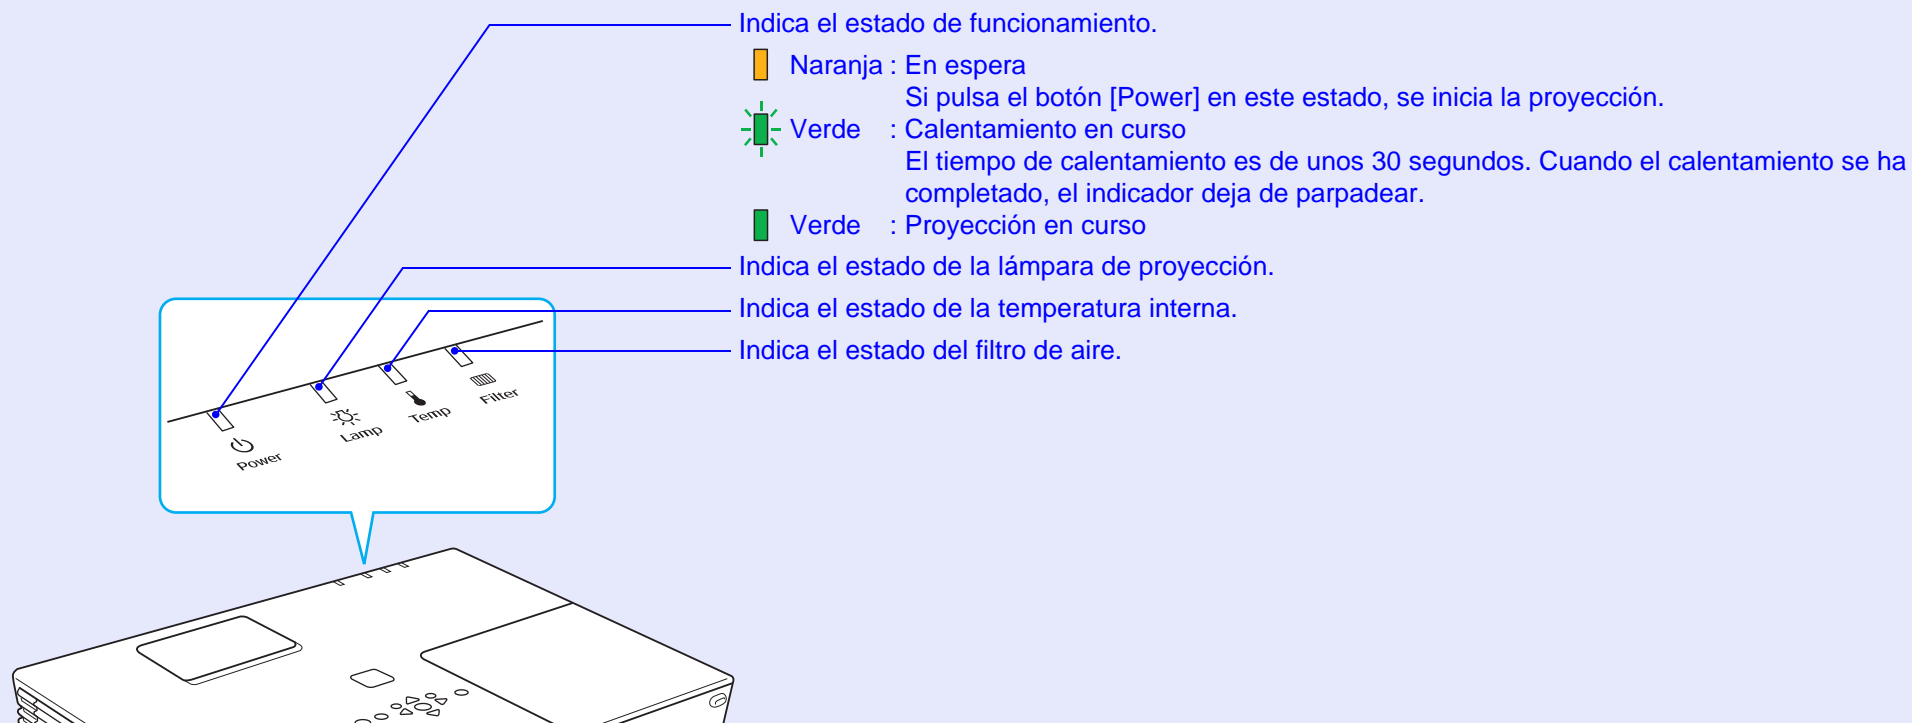 Indica el estado de funcionamiento.
Naranja : En espera
Si pulsa el botón [Power] en este estado, se inicia la proyección.
Verde : Calentamiento en curso
El tiempo de calentamiento es de unos 30 segundos. Cuando el calentamiento se ha
completado, el indicador deja de parpadear.
Verde : Proyección en curso
Indica el estado de la lámpara de proyección.
Indica el estado de la temperatura interna.
Indica el estado del filtro de aire.
Power
Lamp
Temp
Filter